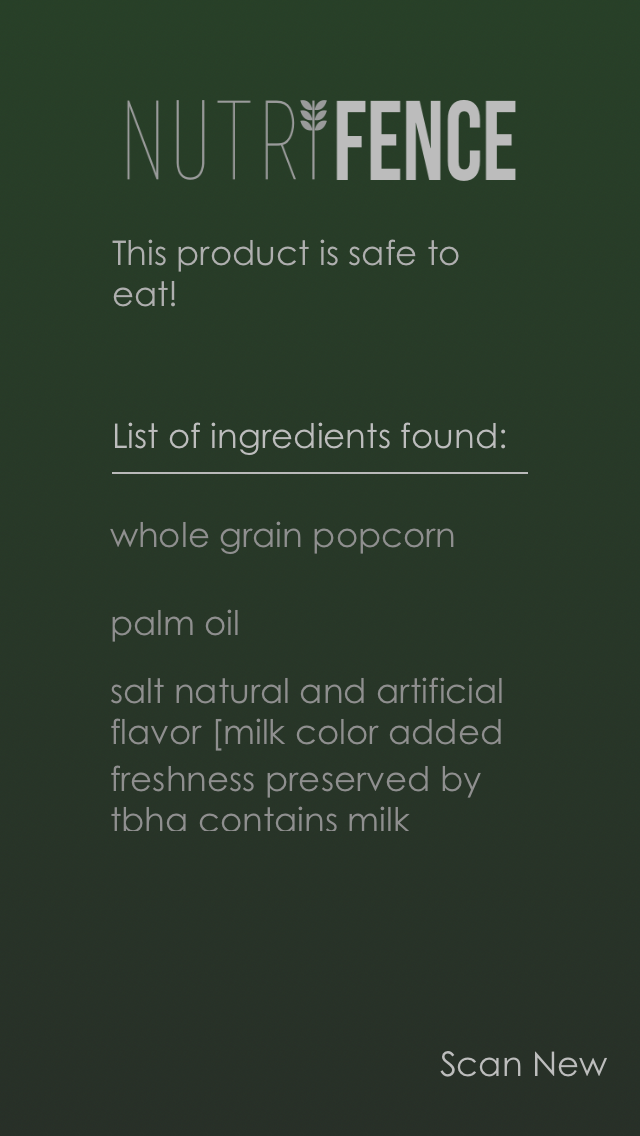 NUTRIFENCE
This product is safe to
eat!
List of ingredients found:
whole grain popcorn
palm oil
salt natural and artificial
flavor [milk color added
freshness preserved by
tbha contains milk
Scan New